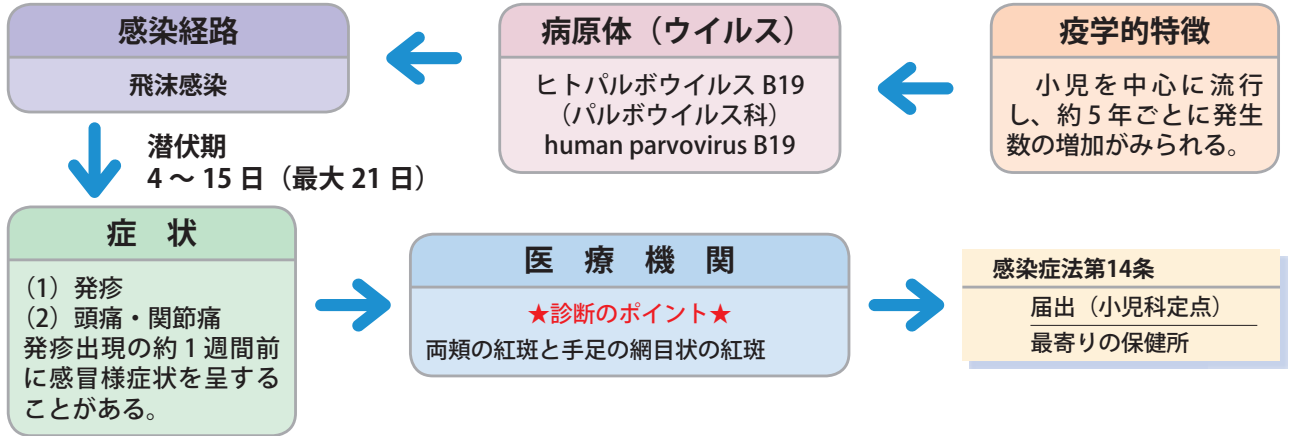 感染経路
飛沫感染
病原体（ウイルス）
ヒトパルボウイルス B19
（パルボウイルス科）
human parvovirus B19
疫学的特徴
小児を中心に流行
し、約 5 年ごとに発生
数の増加がみられる。
潜伏期
4 ～ 15 日（最大 21 日）
症　状
（1）発疹
（2）頭痛・関節痛
発疹出現の約 1 週間前
に感冒様症状を呈する
ことがある。
医　療　機　関
★診断のポイント★
両頬の紅斑と手足の網目状の紅斑
感染症法第14条
届出（小児科定点）
最寄りの保健所